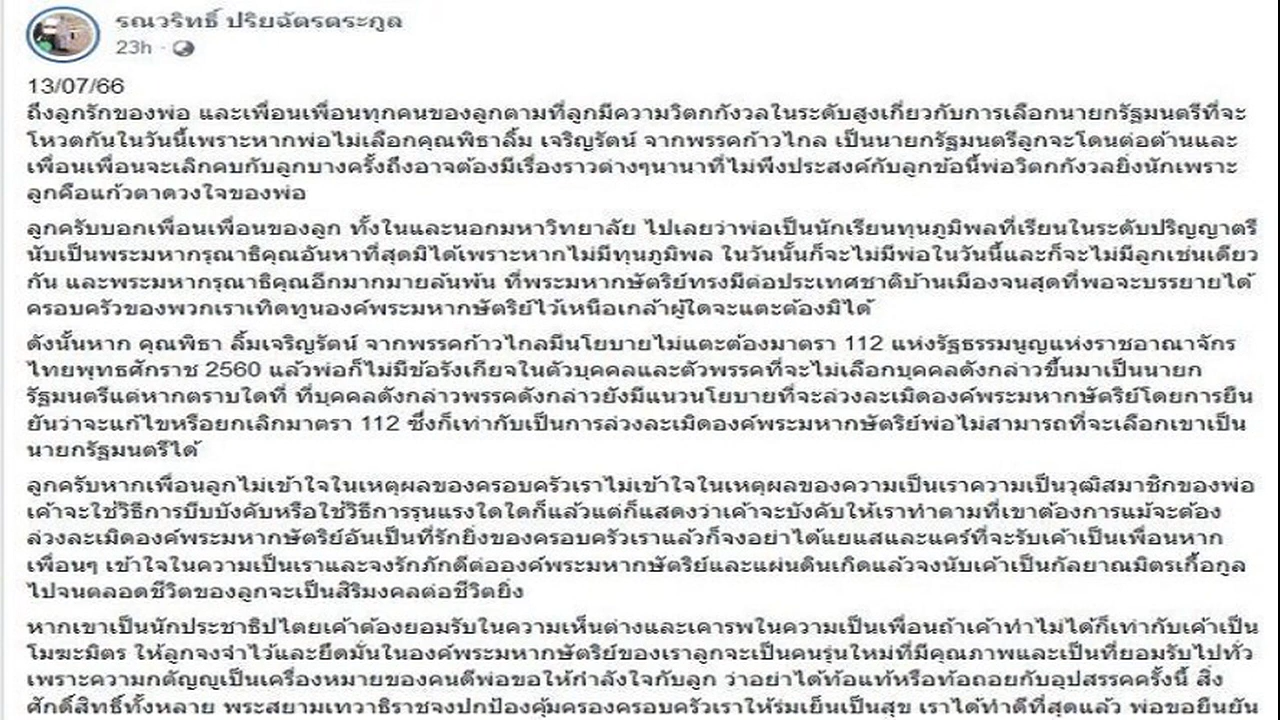 รณวริทธิ์ ปริยฉัตรตระกูล
23h ·
13/07/66
ถึงลูกรักของพ่อ และเพื่อนเพื่อนทุกคนของลูกตามที่ลูกมีความวิตกกังวลในระดับสูงเกี่ยวกับการเลือกนายกรัฐมนตรีที่จะ
โหวตกันในวันนี้เพราะหากพ่อไม่เลือกคุณพิธาลิ้ม เจริญรัตน์ จากพรรคก้าวไกล เป็นนายกรัฐมนตรีลูกจะโดนต่อต้านและ
เพื่อนเพื่อนจะเลิกคบกับลูกบางครั้งถึงอาจต้องมีเรื่องราวต่างๆนานาที่ไม่พึงประสงค์กับลูกข้อนี้พ่อวิตกกังวลยิ่งนักเพราะ
ลูกคือแก้วตาดวงใจของพ่อ
ลูกครับบอกเพื่อนเพื่อนของลูก ทั้งในและนอกมหาวิทยาลัย ไปเลยว่าพ่อเป็นนักเรียนทุนภูมิพลที่เรียนในระดับปริญญาตรี
นับเป็นพระมหากรุณาธิคุณอันหาที่สุดมิได้เพราะหากไม่มีทุนภูมิพล ในวันนั้นก็จะไม่มีพ่อในวันนี้และก็จะไม่มีลูกเช่นเดียว
กัน และพระมหากรุณาธิคุณอีกมากมายล้นพ้น ที่พระมหากษัตริย์ทรงมีต่อประเทศชาติบ้านเมืองจนสุดที่พอจะบรรยายได้
ครอบครัวของพวกเราเทิดทูนองค์พระมหากษัตริย์ไว้เหนือเกล้าผู้ใดจะแตะต้องมิได้
ดังนั้นหาก คุณพิธา ลิ้มเจริญรัตน์ จากพรรคก้าวไกลมีนโยบายไม่แตะต้องมาตรา 112 แห่งรัฐธรรมนูญแห่งราชอาณาจักร
ไทยพุทธศักราช 2560 แล้วพ่อก็ไม่มีข้อรังเกียจในตัวบุคคลและตัวพรรคที่จะไม่เลือกบุคคลดังกล่าวขึ้นมาเป็นนายก
รัฐมนตรีแต่หากตราบใดที่ ที่บุคคลดังกล่าวพรรคดังกล่าวยังมีแนวนโยบายที่จะล่วงละเมิดองค์พระมหากษัตริย์โดยการยืน
ยันว่าจะแก้ไขหรือยกเลิกมาตรา 112 ซึ่งก็เท่ากับเป็นการล่วงละเมิดองค์พระมหากษัตริย์พ่อไม่สามารถที่จะเลือกเขาเป็น
นายกรัฐมนตรีได้
ลูกครับหากเพื่อนลูกไม่เข้าใจในเหตุผลของครอบครัวเราไม่เข้าใจในเหตุผลของความเป็นเราความเป็นวุฒิสมาชิกของพ่อ
เค้าจะใช้วิธีการบีบบังคับหรือใช้วิธีการรุนแรงใดใดก็แล้วแต่ก็แสดงว่าเค้าจะบังคับให้เราทำตามที่เขาต้องการแม้จะต้อง
ล่วงละเมิดองค์พระมหากษัตริย์อันเป็นที่รักยิ่งของครอบครัวเราแล้วก็จงอย่าได้แยแสและแคร์ที่จะรับเค้าเป็นเพื่อนหาก
เพื่อนๆ เข้าใจในความเป็นเราและจงรักภักดีต่อองค์พระมหากษัตริย์และแผ่นดินเกิดแล้วจงนับเค้าเป็นกัลยาณมิตรเกื้อกูล
ไปจนตลอดชีวิตของลูกจะเป็นสิริมงคลต่อชีวิตยิ่ง
หากเขาเป็นนักประชาธิปไตยเค้าต้องยอมรับในความเห็นต่างและเคารพในความเป็นเพื่อนถ้าเค้าทำไม่ได้ก็เท่ากับเค้าเป็น
โมฆะมิตร ให้ลูกจงจำไว้และยึดมั่นในองค์พระมหากษัตริย์ของเราลูกจะเป็นคนรุ่นใหม่ที่มีคุณภาพและเป็นที่ยอมรับไปทั่ว
เพราะความกตัญญูเป็นเครื่องหมายของคนดีพ่อขอให้กำลังใจกับลูก ว่าอย่าได้ท้อแท้หรือท้อถอยกับอุปสรรคครั้งนี้ สิ่ง
ศักดิ์สิทธิ์ทั้งหลาย พระสยามเทวาธิราชจงปกป้องคุ้มครองครอบครัวเราให้ร่มเย็นเป็นสุข เราได้ทำดีที่สุดแล้ว พ่อขอยืนยัน